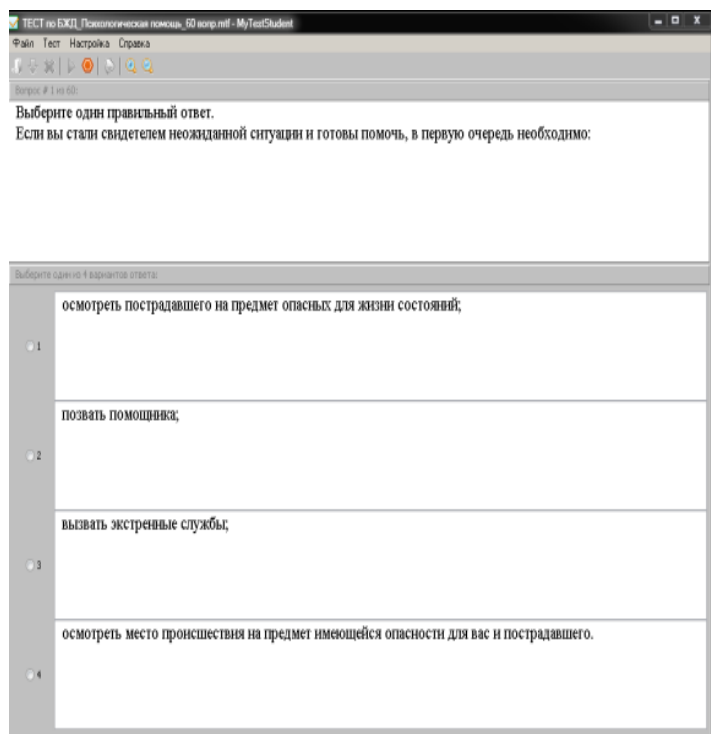 ТЕСТ по БЖД_Психологическая помощь_60 вопр.mtf - MyTestStudent
Файл Тест Настройка Справка
Вопрос # 1 из 60:
Выберите один правильный ответ.
Если вы стали свидетелем неожиданной ситуации и готовы помочь, в первую очередь необходимо:
Выберите один из 4 вариантов ответа:
осмотреть пострадавшего на предмет опасных для жизни состояний;
1
позвать помощника;
2
вызвать экстренные службы;
3
осмотреть место происшествия на предмет имеющейся опасности для вас и пострадавшего.
4